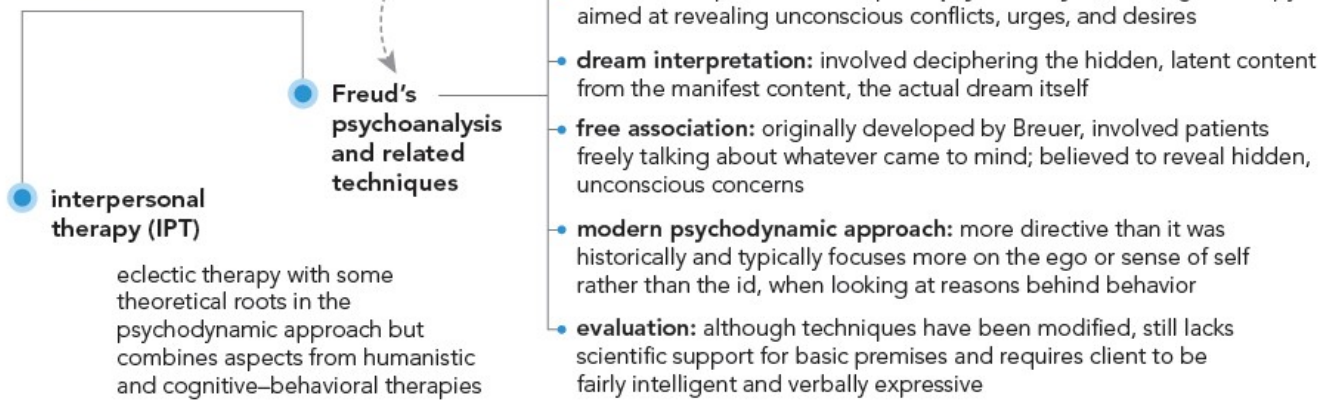 aimed at revealing unconscious conflicts, urges, and desires
dream interpretation: involved deciphering the hidden, latent content
from the manifest content, the actual dream itself
Freud's
psychoanalysis
and related
techniques
free association: originally developed by Breuer, involved patients
freely talking about whatever came to mind; believed to reveal hidden,
unconscious concerns
interpersonal
therapy (IPT)
eclectic therapy with some
theoretical roots in the
psychodynamic approach but
combines aspects from humanistic
and cognitive–behavioral therapies
modern psychodynamic approach: more directive than it was
historically and typically focuses more on the ego or sense of self
rather than the id, when looking at reasons behind behavior
evaluation: although techniques have been modified, still lacks
scientific support for basic premises and requires client to be
fairly intelligent and verbally expressive